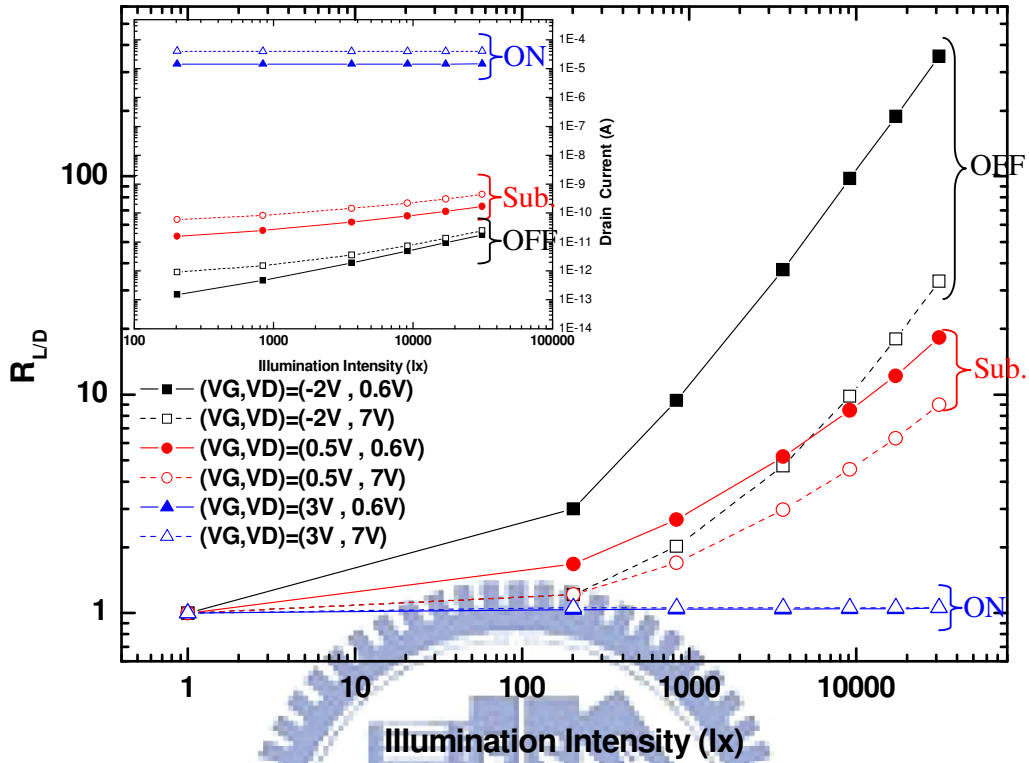 1E-4
ON
1E-5
1E-6
1E-7
1E-8
1E-9
Sub.
1E-10
1E-11
OFF
1E-12
1E-13
1E-14
Drain Current (A)
100 1000 10000 100000
Illumination Intensity (lx)
OFF
Sub.
ON
100
10
1
R L/D
(VG,VD)=(-2V , 0.6V)
(VG,VD)=(-2V , 7V)
(VG,VD)=(0.5V , 0.6V)
(VG,VD)=(0.5V , 7V)
(VG,VD)=(3V , 0.6V)
(VG,VD)=(3V , 7V)
1 10 100 1000 10000
Illumination Intensity (lx)